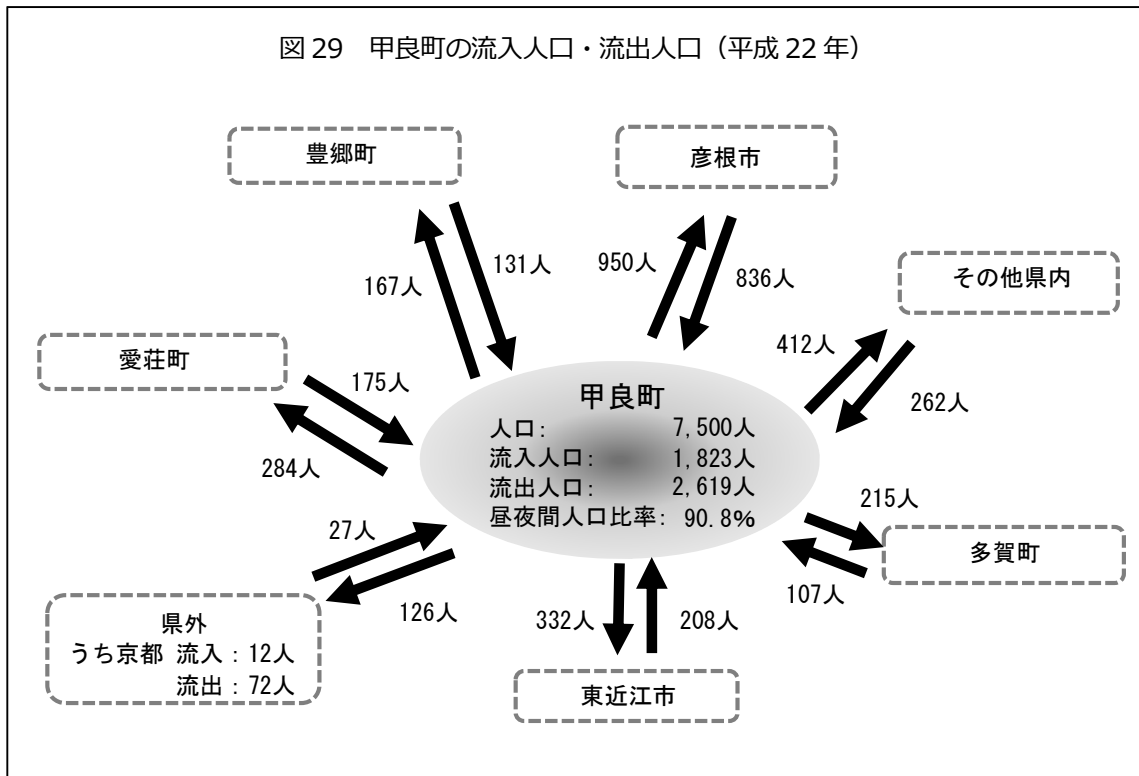 図29 甲良町の流入人口・流出人口（平成22年）
豊郷町
彦根市
131人
167人
950人
836人
その他県内
412人
262人
愛荘町
175人
284人
甲良町
人口： 7,500人
流入人口： 1,823人
流出人口： 2,619人
昼夜間人口比率： 90.8%
215人
多賀町
107人
27人
126人
県外
うち京都 流入：12人
流出：72人
332人
208人
東近江市